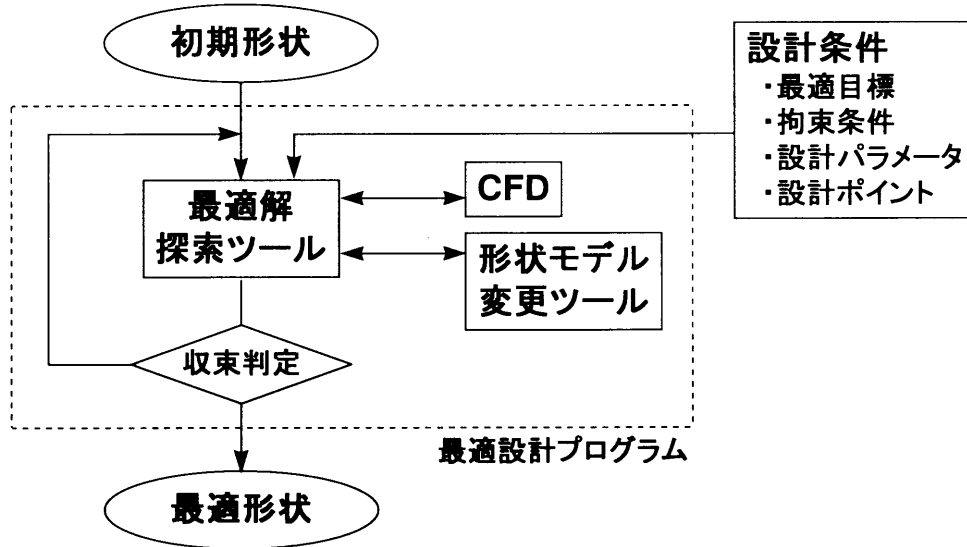 初期形状
設計条件
・最適目標
・拘束条件
・設計パラメータ
・設計ポイント
最適解
探索ツール
CFD
形状モデル
変更ツール
収束判定
最適設計プログラム
最適形状